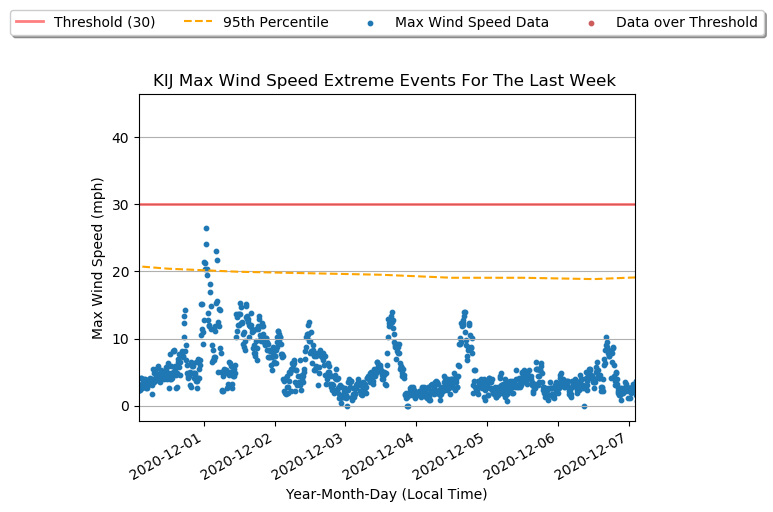 Threshold (30) 95th Percentile Max Wind Speed Data Data over Threshold
KIJ Max Wind Speed Extreme Events For The Last Week
Max Wind Speed (mph)
40
30
20
10
0
2020-12-01 2020-12-02 2020-12-03 2020-12-04 2020-12-05 2020-12-06 2020-12-07
Year-Month-Day (Local Time)